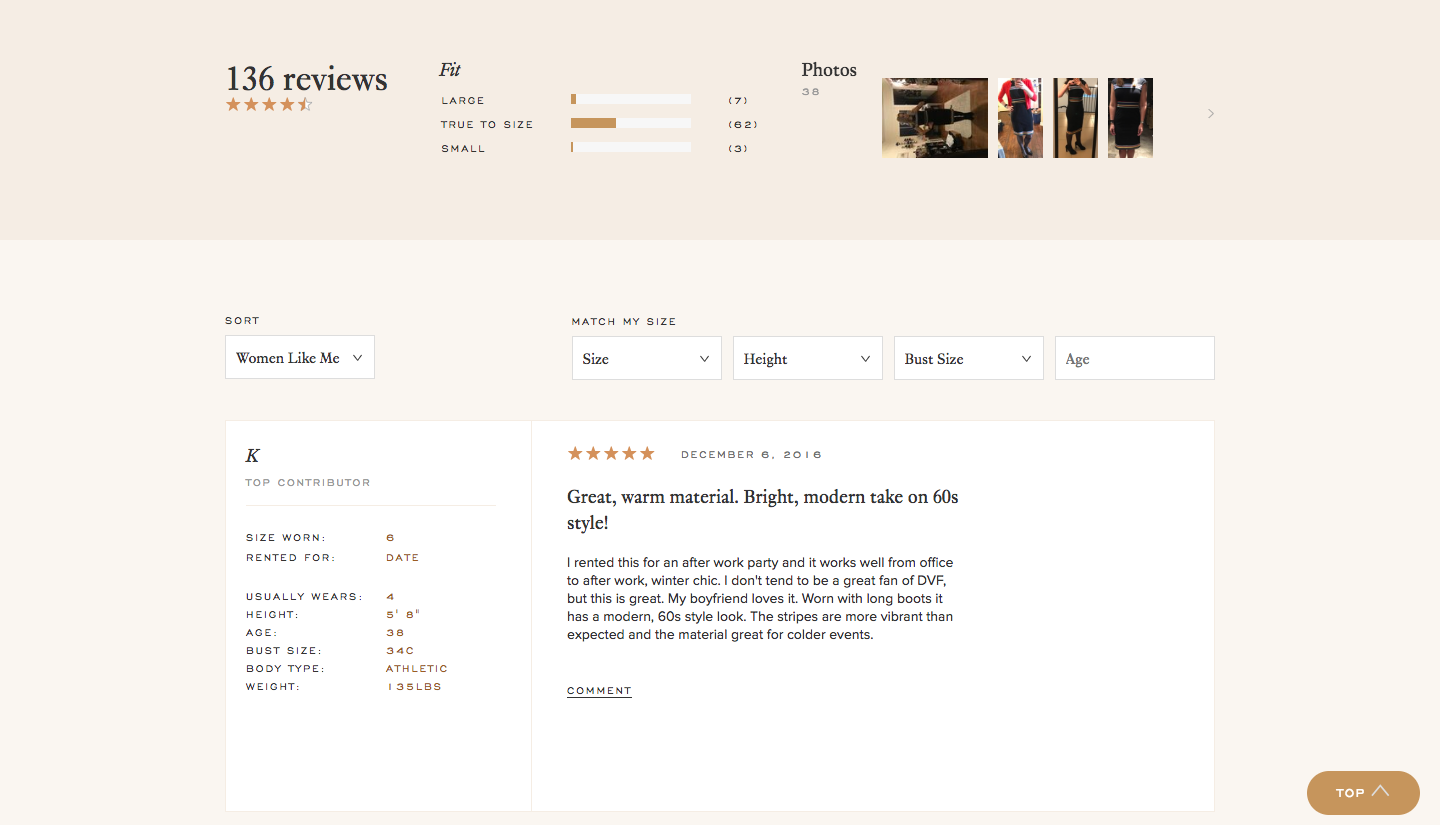 136 reviews
Fit
LARGE (7)
TRUE TO SIZE (62)
SMALL (3)
Photos
38
SORT
Women Like Me
MATCH MY SIZE
Size Height Bust Size Age
K
TOP CONTRIBUTOR
SIZE WORN: 6
RENTED FOR: DATE
USUALLY WEARS: 4
HEIGHT: 5' 8"
AGE: 38
BUST SIZE: 34C
BODY TYPE: ATHLETIC
WEIGHT: 135LBS
DECEMBER 6, 2016
Great, warm material. Bright, modern take on 60s
style!
I rented this for an after work party and it works well from office
to after work, winter chic. I don't tend to be a great fan of DVF,
but this is great. My boyfriend loves it. Worn with long boots it
has a modern, 60s style look. The stripes are more vibrant than
expected and the material great for colder events.
COMMENT
TOP